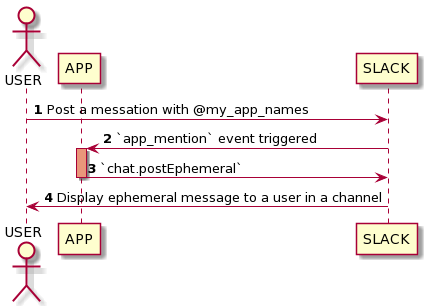 USER
APP
SLACK
1 Post a messation with @my_app_names
2 `app_mention` event triggered
3 `chat.postEphemeral`
4 Display ephemeral message to a user in a channel
USER
APP
SLACK